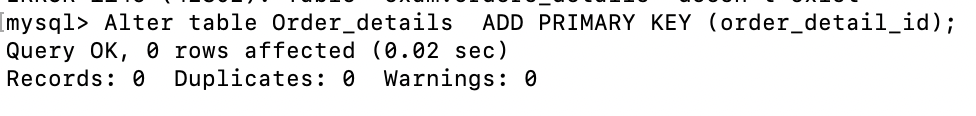 [mysql> Alter table Order_details  ADD PRIMARY KEY (order_detail_id);
Query OK, 0 rows affected (0.02 sec)
Records: 0  Duplicates: 0  Warnings: 0